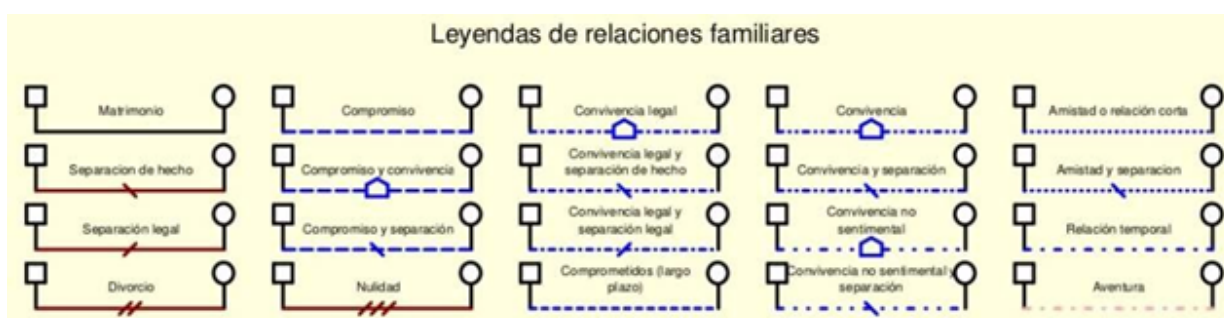 Leyendas de relaciones familiares
Matrimonio
Compromiso
Convivencia legal
Convivencia
Amistad o relación corta
Separacion de hecho
Compromiso y convivencia
Convivencia legal y
separación de hecho
Convivencia y separación
Amistad y separacion
Separación legal
Compromiso y separación
Convivencia legal y
separación legal
Convivencia no
sentimental
Relación temporal
Divorcio
Nulidad
Comprometidos (largo
plazo)
Convivencia no sentimental y
separación
Aventura